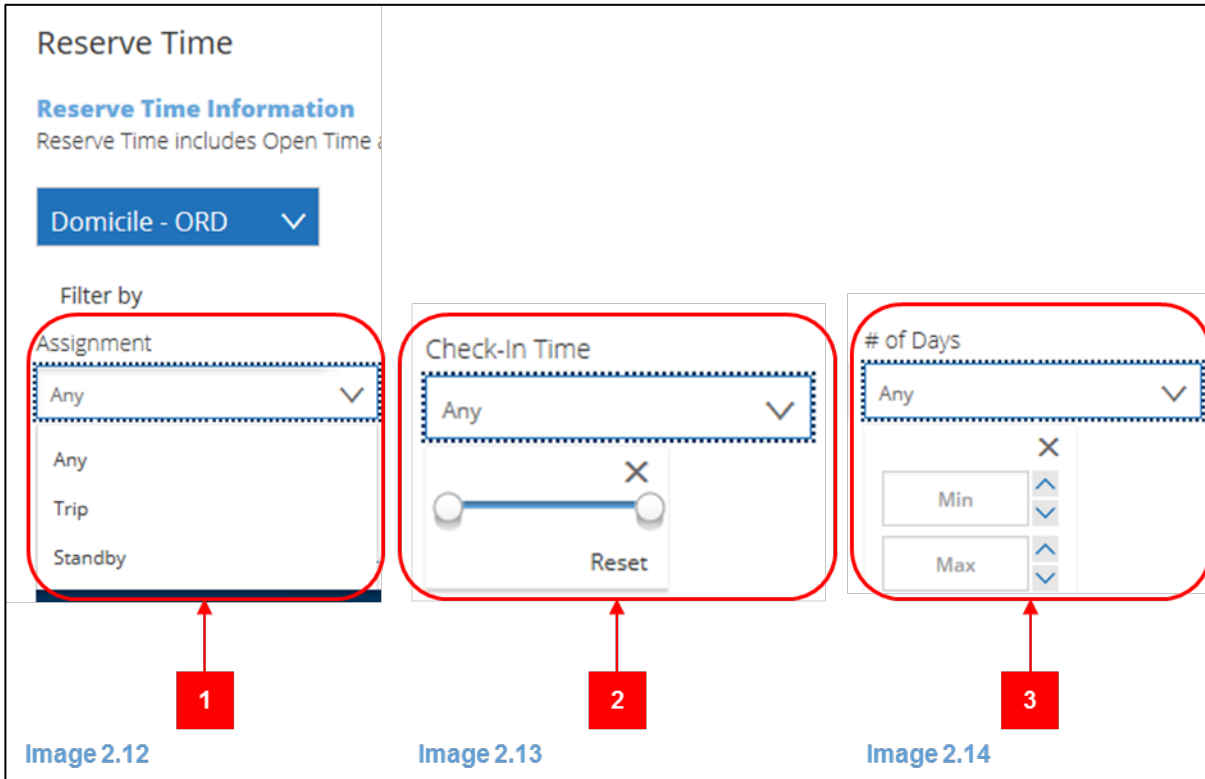 Reserve Time
Reserve Time Information
Reserve Time includes Open Time
Domicile - ORD
Filter by
Assignment
Any
Any
Trip
Standby
Check-In Time
Any
Reset
# of Days
Any
Min
Max
1
2
3
Image 2.12
Image 2.13
Image 2.14